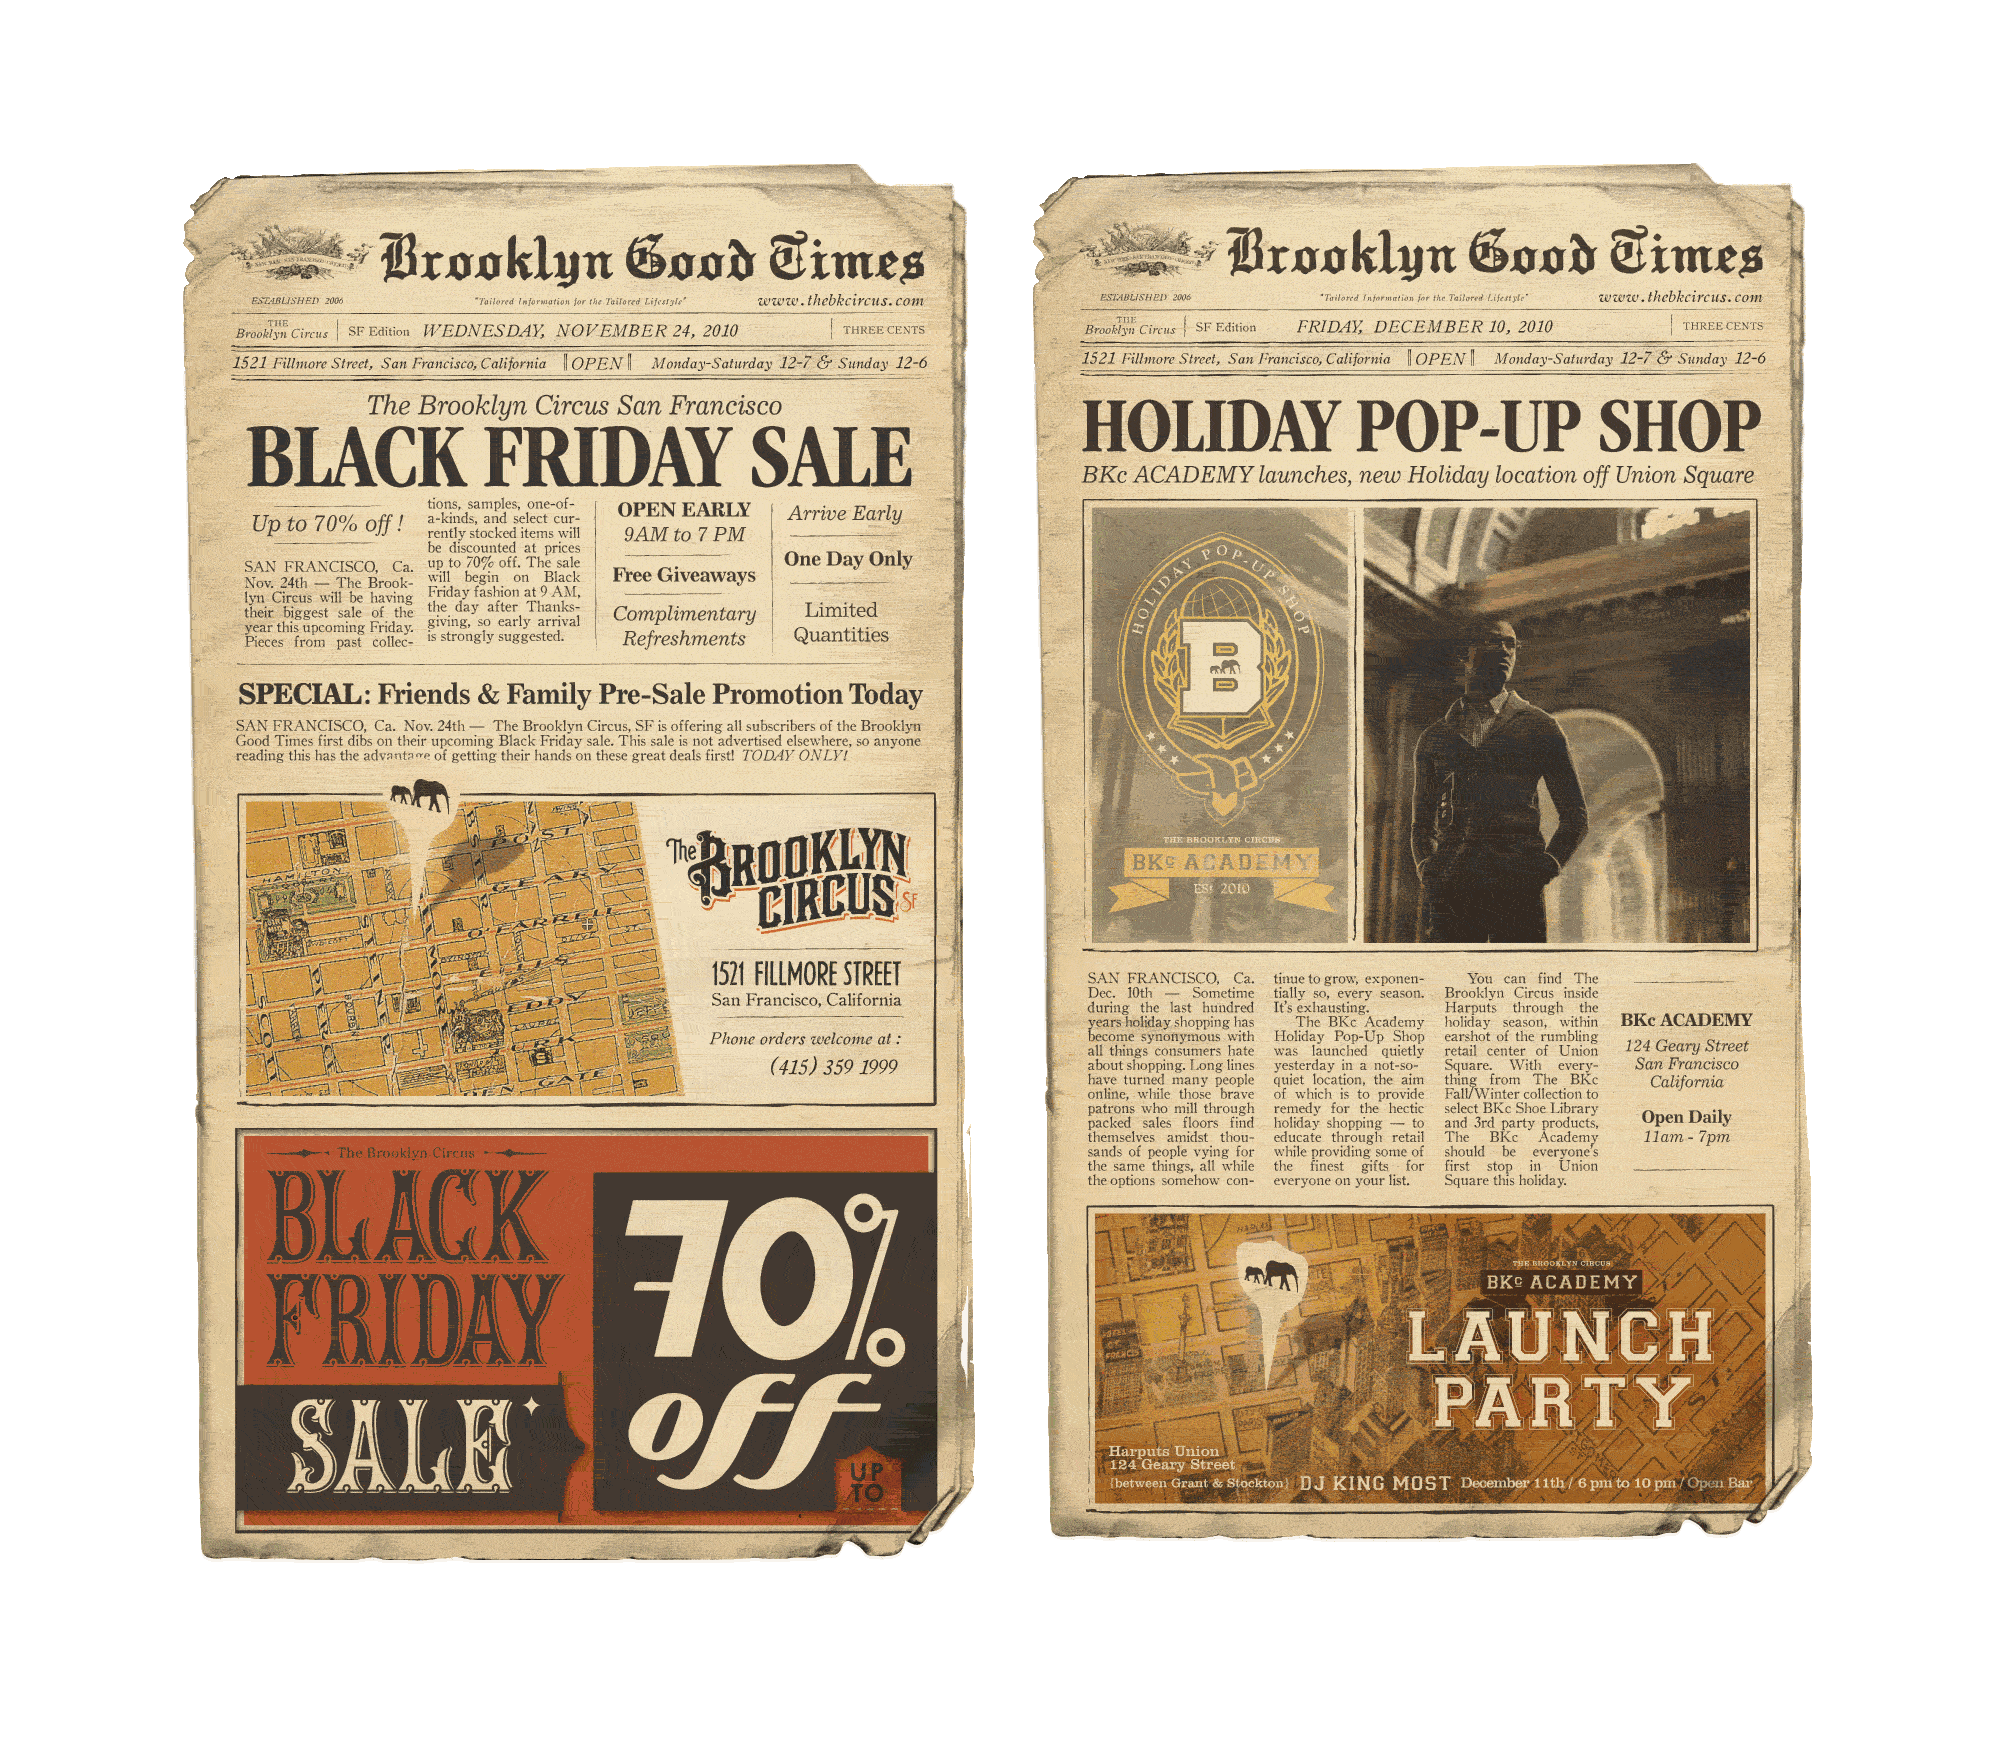 Brooklyn Good Times
ESTABLISHED 2006
"Tailored Information for the Tailored Lifestyle"
www.thebkcircus.com
THE
Brooklyn Circus
SF Edition
WEDNESDAY, NOVEMBER 24, 2010
THREE CENTS
1521 Fillmore Street, San Francisco, California
OPEN
Monday-Saturday 12-7 & Sunday 12-6
The Brooklyn Circus San Francisco
BLACK FRIDAY SALE
Up to 70% off !
SAN FRANCISCO, Ca.
Nov. 24th — The Brook-
lyn Circus will be having
their biggest sale of the
year this upcoming Friday.
Pieces from past collec-
tions, samples, one-of-
a-kinds, and select cur-
rently stocked items will
be discounted at prices
up to 70% off. The sale
will begin on Black
Friday fashion at 9 AM,
the day after Thanks-
giving, so early arrival
is strongly suggested.
OPEN EARLY
9AM to 7 PM
Free Giveaways
Complimentary
Refreshments
Arrive Early
One Day Only
Limited
Quantities
SPECIAL: Friends & Family Pre-Sale Promotion Today
SAN FRANCISCO, Ca. Nov. 24th — The Brooklyn Circus, SF is offering all subscribers of the Brooklyn
Good Times first dibs on their upcoming Black Friday sale. This sale is not advertised elsewhere, so anyone
reading this has the advantage of getting their hands on these great deals first! TODAY ONLY!
POST
GEARY
HAMILTON
O'FARRELL
ELLIS
EDDY
GATE
The
BROOKLYN
CIRCUS
SF
1521 FILLMORE STREET
San Francisco, California
Phone orders welcome at :
(415) 359 1999
The Brooklyn Circus
BLACK
FRIDAY
SALE
70%
off
UP
TO
Brooklyn Good Times
ESTABLISHED 2006
"Tailored Information for the Tailored Lifestyle"
www.thebkcircus.com
THE
Brooklyn Circus
SF Edition
FRIDAY, DECEMBER 10, 2010
THREE CENTS
1521 Fillmore Street, San Francisco, California
OPEN
Monday-Saturday 12-7 & Sunday 12-6
HOLIDAY POP-UP SHOP
BKc ACADEMY launches, new Holiday location off Union Square
HOLIDAY POP-UP SHOP
B
THE BROOKLYN CIRCUS
BKc ACADEMY
EST 2010
SAN FRANCISCO, Ca.
Dec. 10th — Sometime
during the last hundred
years holiday shopping has
become synonymous with
all things consumers hate
about shopping. Long lines
have turned many people
online, while those brave
patrons who mill through
packed sales floors find
themselves amidst thou-
sands of people vying for
the same things, all while
the options somehow con-
tinue to grow, exponen-
tially so, every season.
It's exhausting.
The BKc Academy
Holiday Pop-Up Shop
was launched quietly
yesterday in a not-so-
quiet location, the aim
of which is to provide
remedy for the hectic
holiday shopping — to
educate through retail
while providing some of
the finest gifts for
everyone on your list.
You can find The
Brooklyn Circus inside
Harputs through the
holiday season, within
earshot of the rumbling
retail center of Union
Square. With every-
thing from The BKc
Fall/Winter collection to
select BKc Shoe Library
and 3rd party products,
The BKc Academy
should be everyone's
first stop in Union
Square this holiday.
BKc ACADEMY
124 Geary Street
San Francisco
California
Open Daily
11am - 7pm
THE BROOKLYN CIRCUS
BKc ACADEMY
LAUNCH
PARTY
Harputs Union
124 Geary Street
[between Grant & Stockton]
DJ KING MOST
December 11th / 6 pm to 10 pm / Open Bar